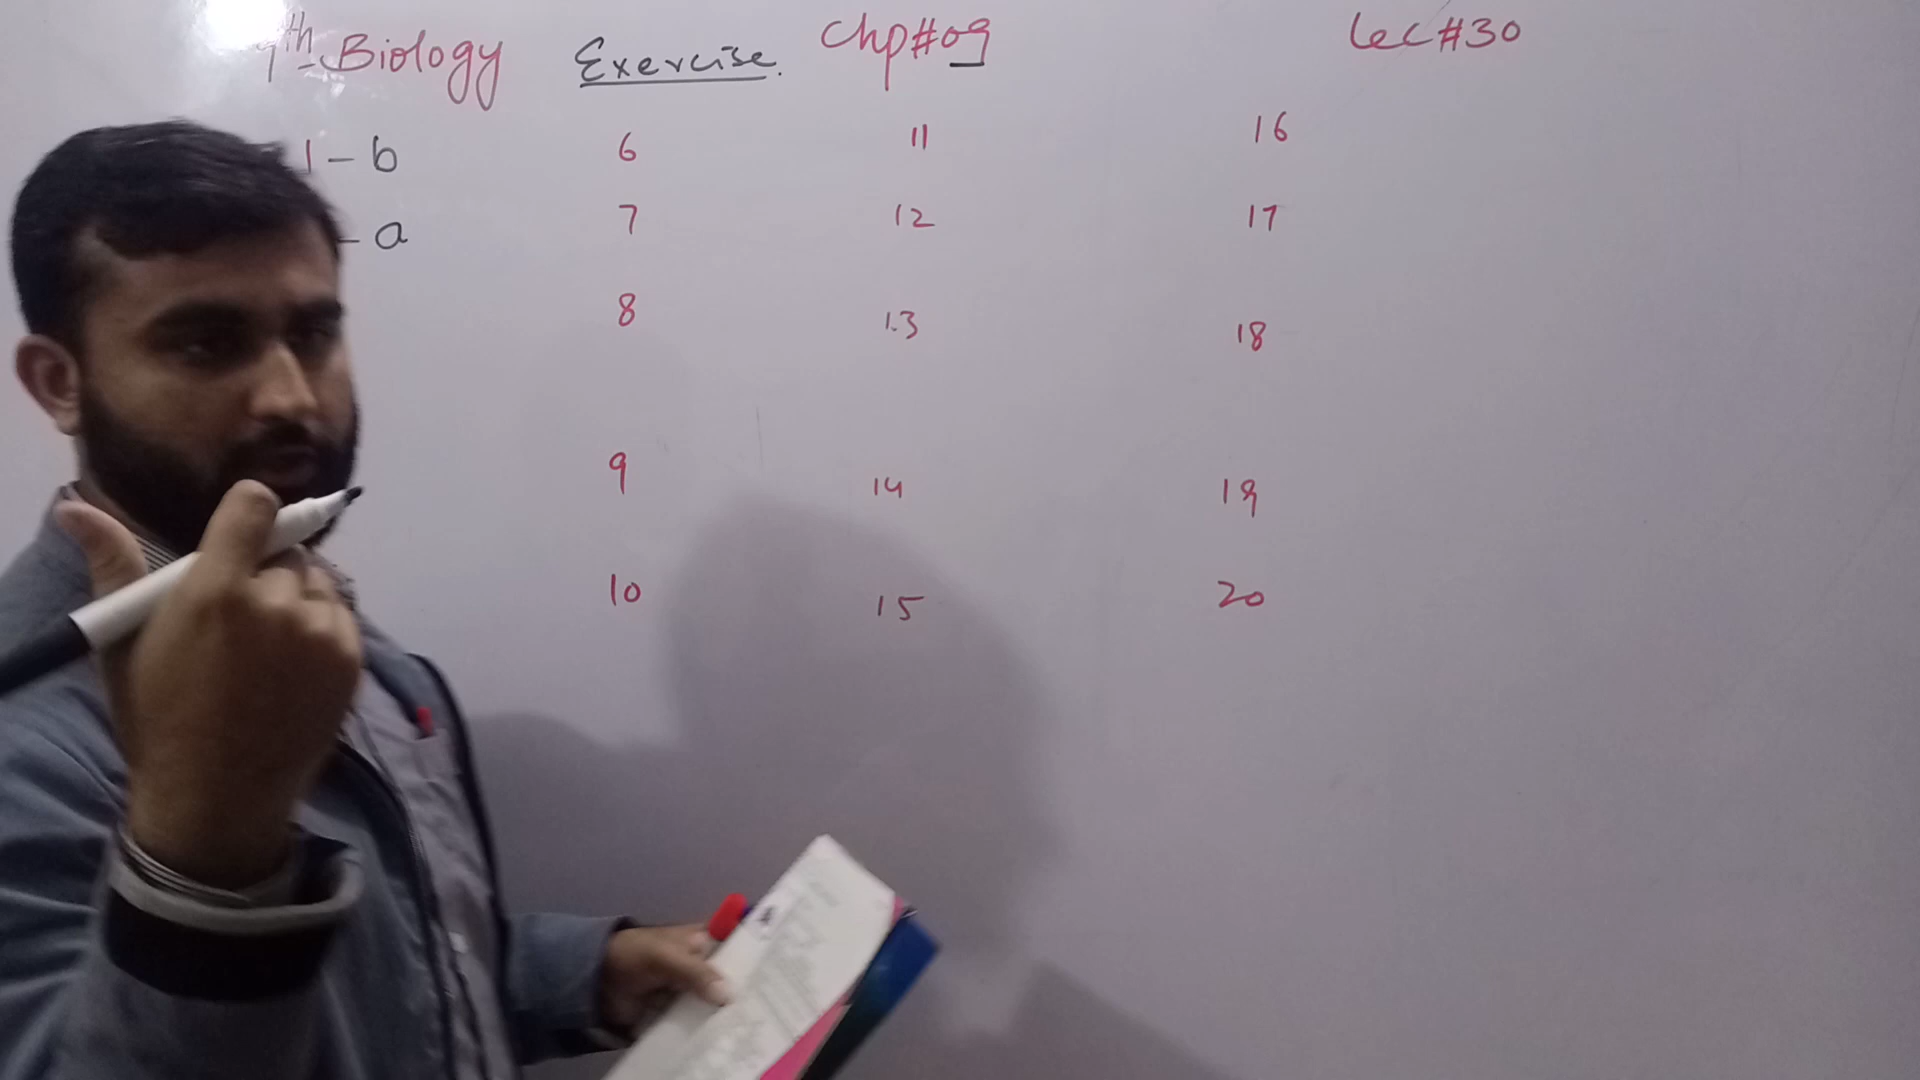 9th Biology Exercise. Chp#09 Lec#30
1-b 6 11 16
- a 7 12 17
8 13 18
9 14 19
10 15 20